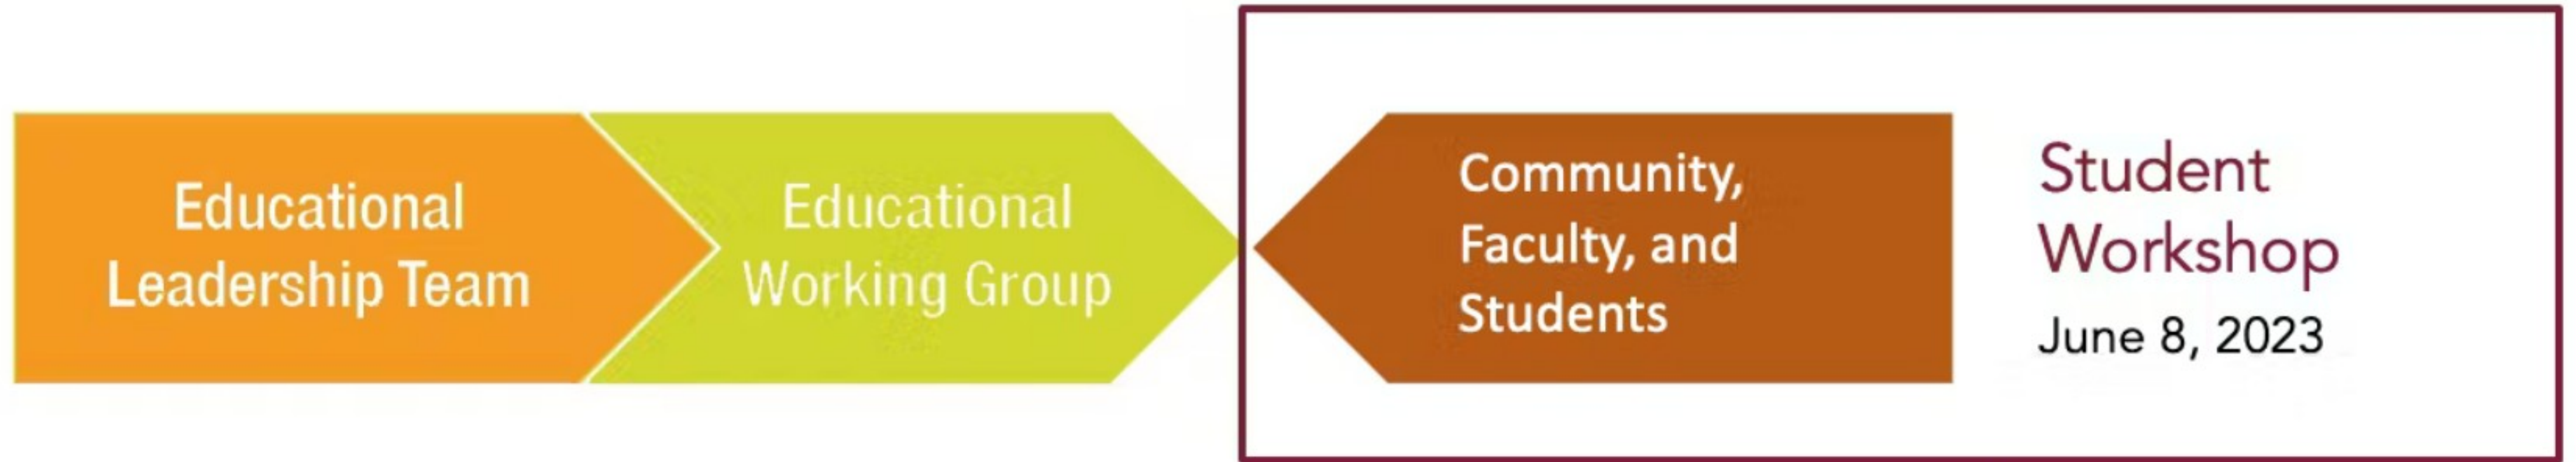 Educational
Leadership Team
Educational
Working Group
Community,
Faculty, and
Students
Student
Workshop
June 8, 2023